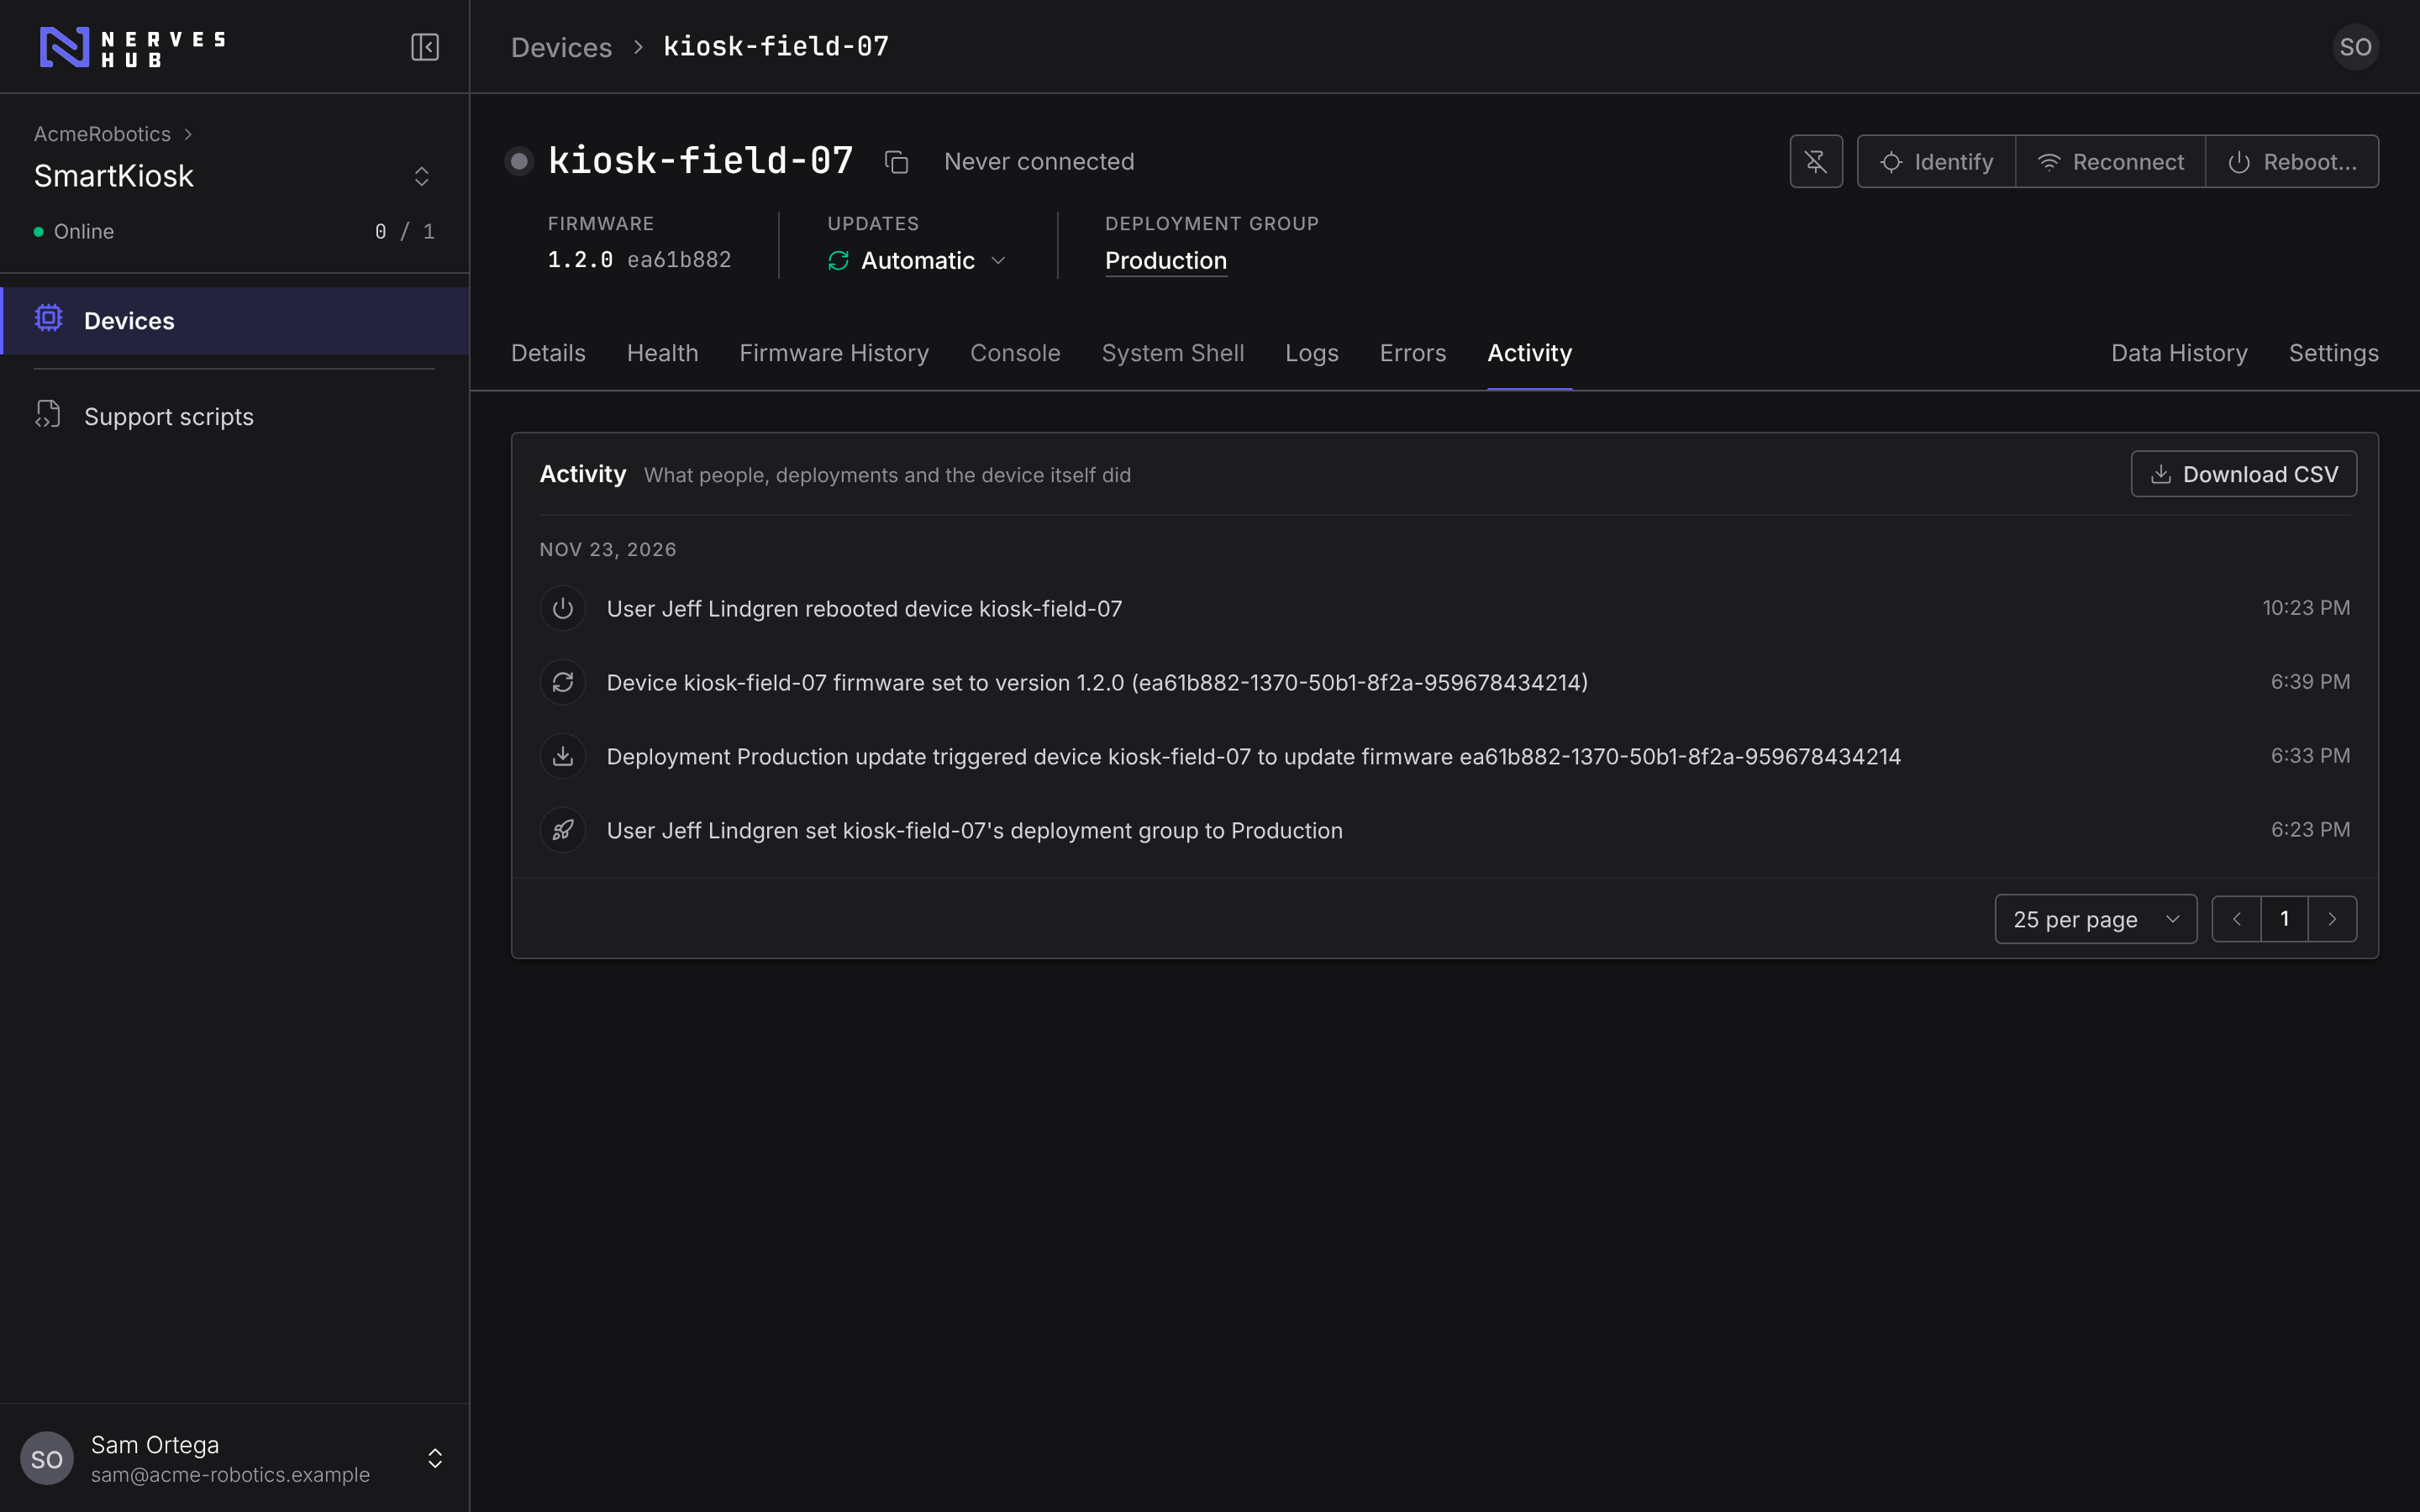 NERVES
HUB
Devices > kiosk-field-07
SO
AcmeRobotics >
SmartKiosk
Online 0 / 1
Devices
Support scripts
kiosk-field-07 Never connected
Identify Reconnect Reboot...
FIRMWARE UPDATES DEPLOYMENT GROUP
1.2.0 ea61b882 Automatic Production
Details Health Firmware History Console System Shell Logs Errors Activity Data History Settings
Activity What people, deployments and the device itself did Download CSV
NOV 23, 2026
User Jeff Lindgren rebooted device kiosk-field-07 10:23 PM
Device kiosk-field-07 firmware set to version 1.2.0 (ea61b882-1370-50b1-8f2a-959678434214) 6:39 PM
Deployment Production update triggered device kiosk-field-07 to update firmware ea61b882-1370-50b1-8f2a-959678434214 6:33 PM
User Jeff Lindgren set kiosk-field-07's deployment group to Production 6:23 PM
25 per page 1
SO
Sam Ortega
sam@acme-robotics.example